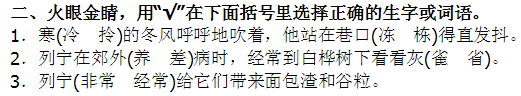 二、火眼金睛，用“√”在下面括号里选择正确的生字或词语。
1．寒(冷　拎)的冬风呼呼地吹着，他站在巷口(冻　栋)得直发抖。
2．列宁在郊外(养　差)病时，经常到白桦树下看看灰(雀　省)。
3．列宁(非常　经常)给它们带来面包渣和谷粒。